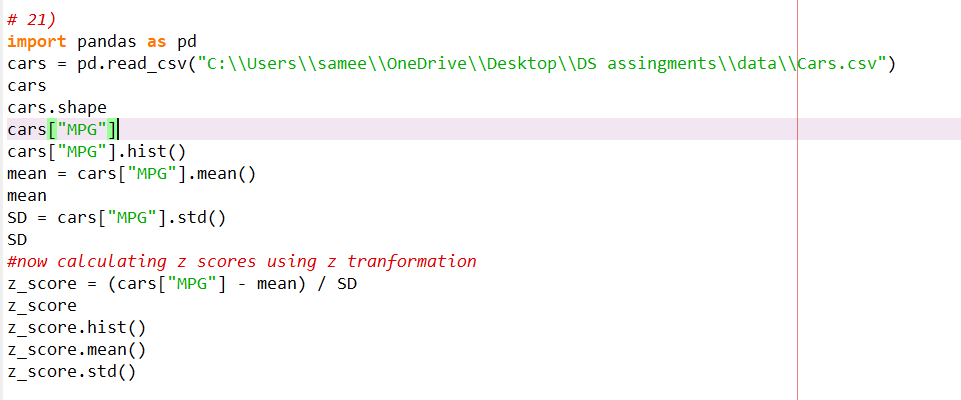 # 21)
import pandas as pd
cars = pd.read_csv("C:\\Users\\samee\\OneDrive\\Desktop\\DS assingments\\data\\Cars.csv")
cars
cars.shape
cars["MPG"]
cars["MPG"].hist()
mean = cars["MPG"].mean()
mean
SD = cars["MPG"].std()
SD
#now calculating z scores using z tranformation
z_score = (cars["MPG"] - mean) / SD
z_score
z_score.hist()
z_score.mean()
z_score.std()